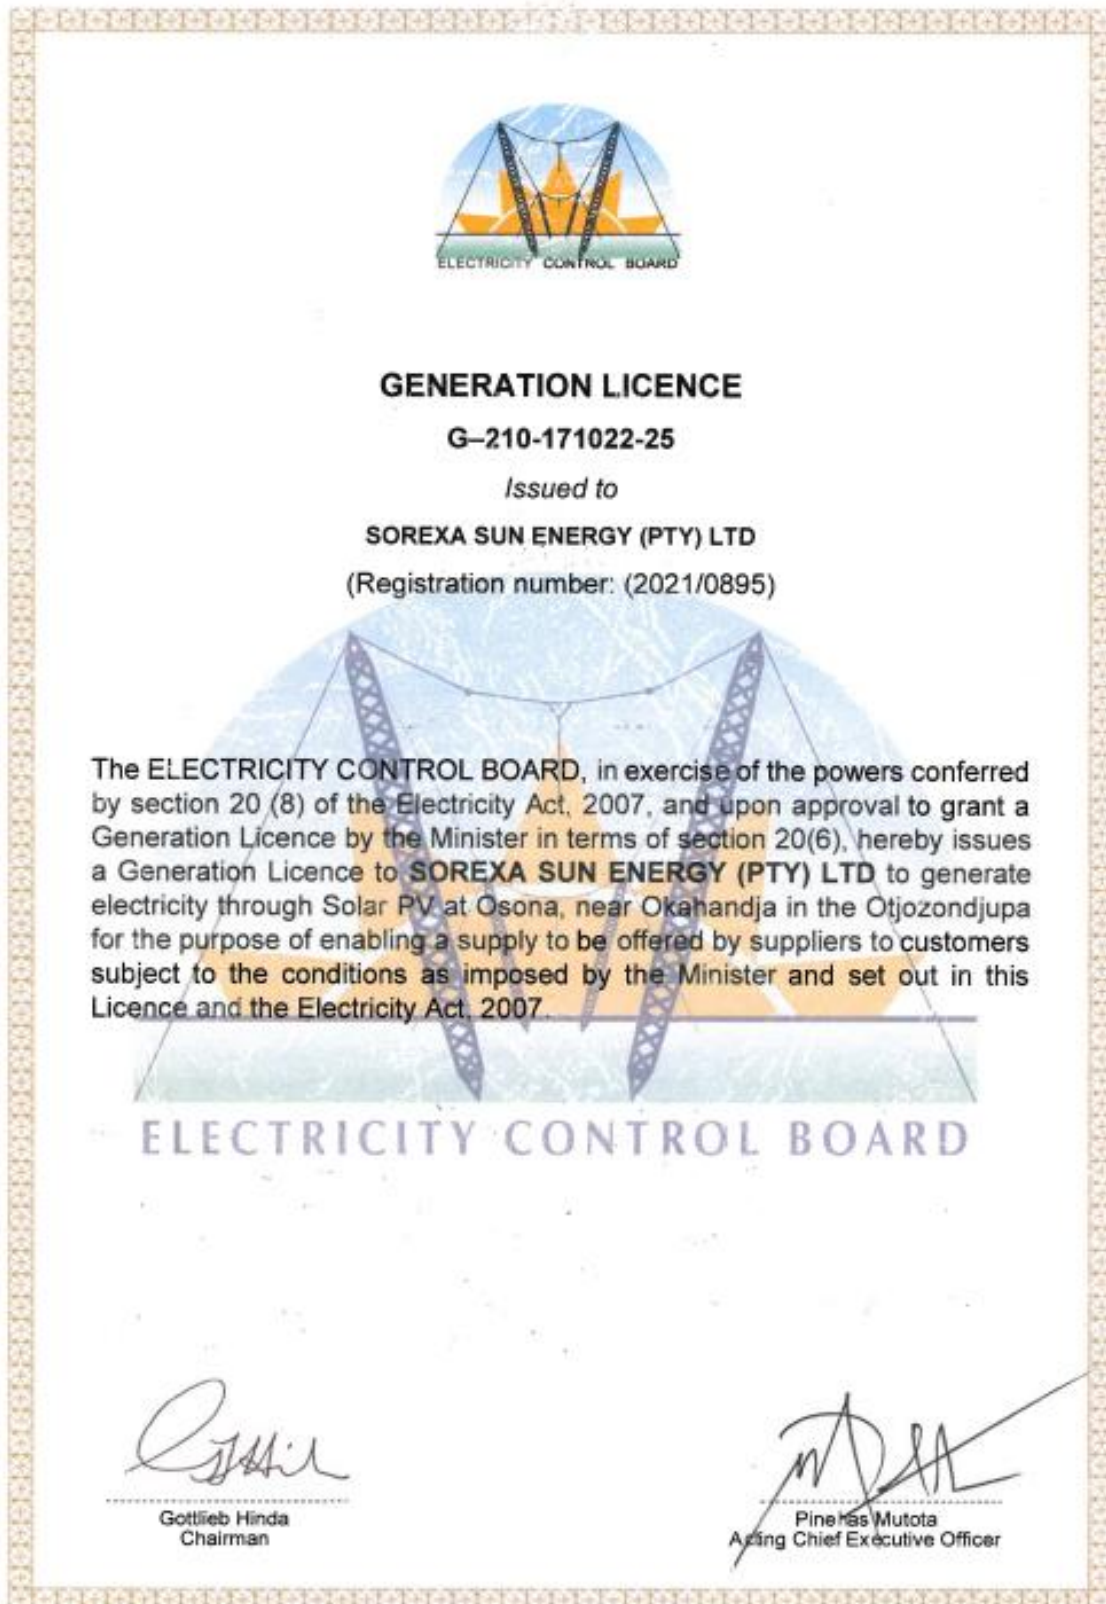 ELECTRICITY CONTROL BOARD
GENERATION LICENCE
G–210-171022-25
Issued to
SOREXA SUN ENERGY (PTY) LTD
(Registration number: (2021/0895)
The ELECTRICITY CONTROL BOARD, in exercise of the powers conferred
by section 20 (8) of the Electricity Act, 2007, and upon approval to grant a
Generation Licence by the Minister in terms of section 20(6), hereby issues
a Generation Licence to SOREXA SUN ENERGY (PTY) LTD to generate
electricity through Solar PV at Osona, near Okahandja in the Otjozondjupa
for the purpose of enabling a supply to be offered by suppliers to customers
subject to the conditions as imposed by the Minister and set out in this
Licence and the Electricity Act, 2007.
ELECTRICITY CONTROL BOARD
Gottlieb Hinda
Chairman
Pinehas Mutota
Acting Chief Executive Officer